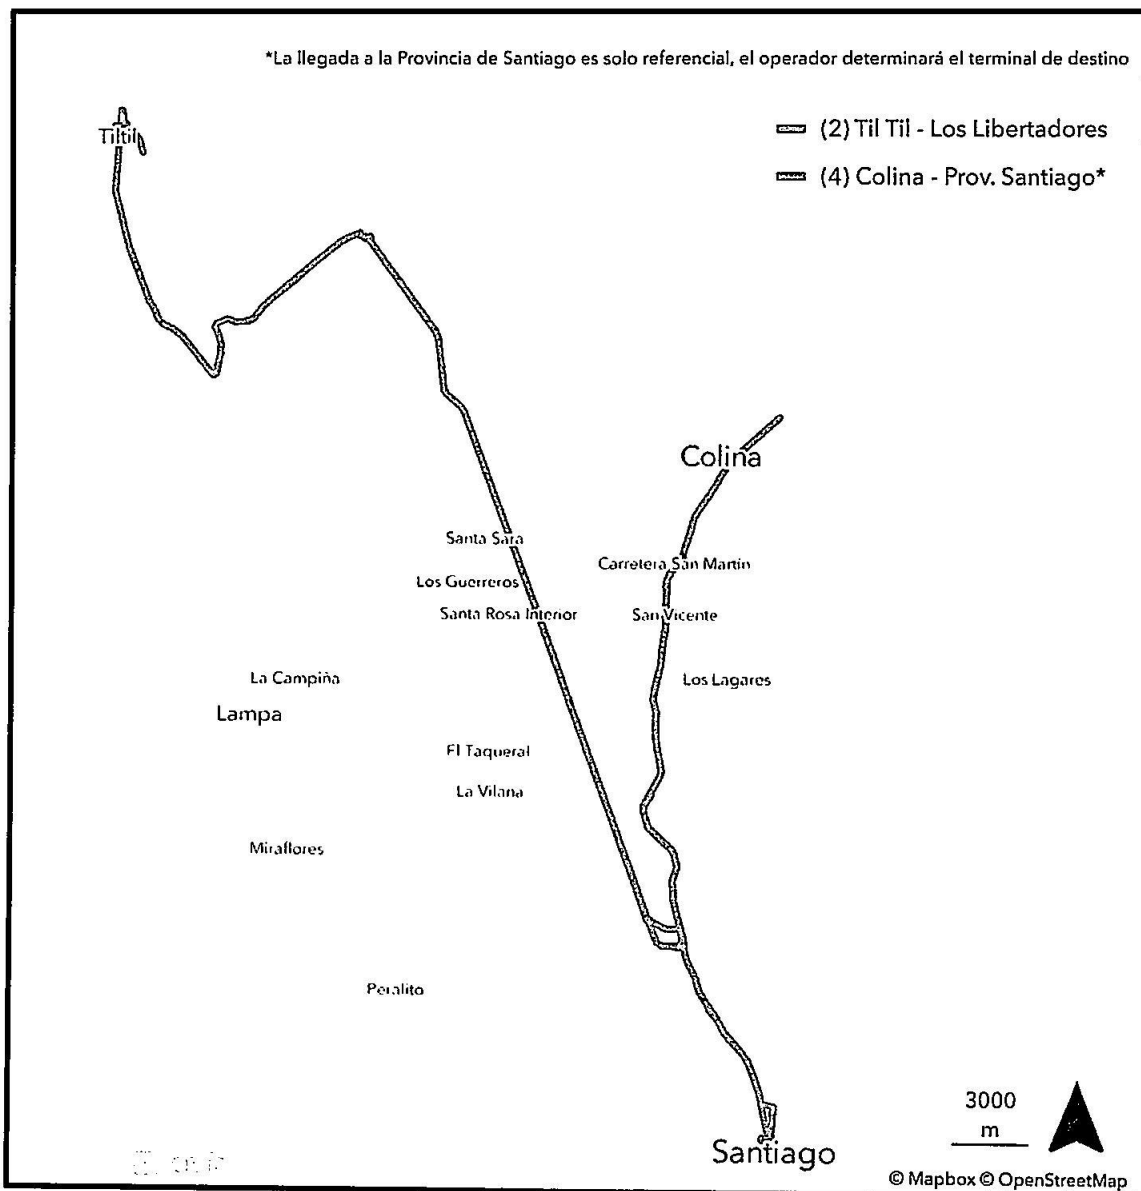 *La llegada a la Provincia de Santiago es solo referencial, el operador determinará el terminal de destino
(2) Til Til - Los Libertadores
(4) Colina - Prov. Santiago*
Tiltil
Colina
Santa Sara
Carretera San Martín
Los Guerreros
Santa Rosa Interior
San Vicente
La Campiña
Los Lagares
Lampa
El Taqueral
La Vilana
Miraflores
Peralito
3000
m
Santiago
© Mapbox © OpenStreetMap